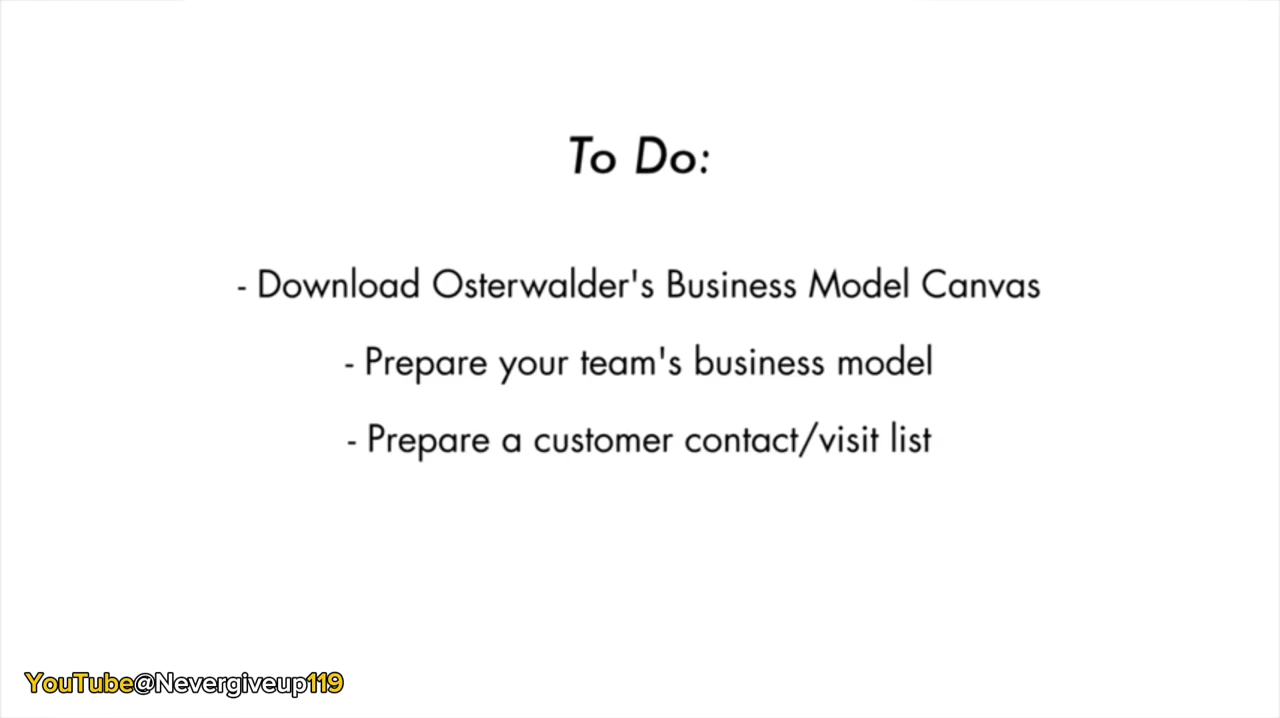 To Do:
- Download Osterwalder's Business Model Canvas
- Prepare your team's business model
- Prepare a customer contact/visit list
YouTube@Nevergiveup119